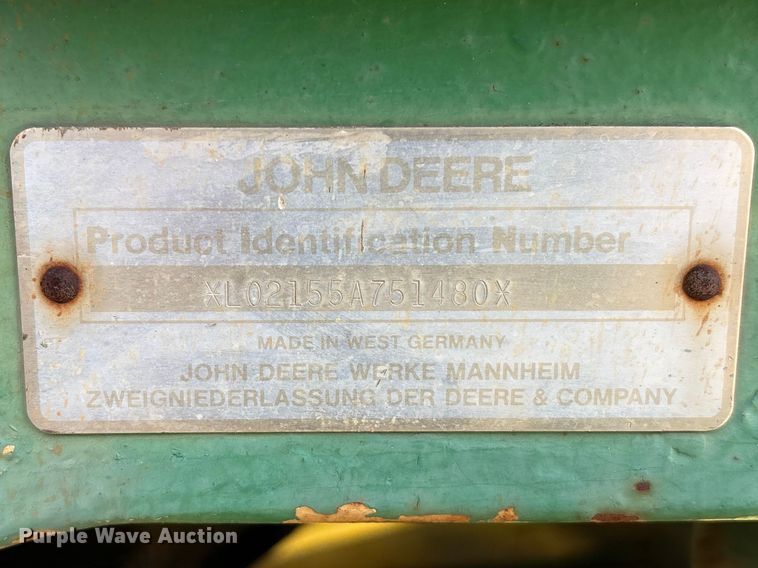 JOHN DEERE
Product Identification Number
*L02155A751480*
MADE IN WEST GERMANY
JOHN DEERE WERKE MANNHEIM
ZWEIGNIEDERLASSUNG DER DEERE & COMPANY
Purple Wave Auction